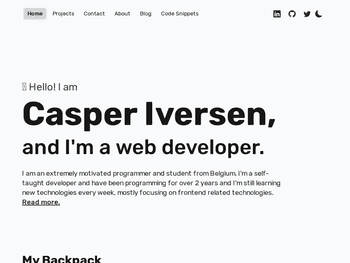 Home Projects Contact About Blog Code Snippets
Hello! I am
Casper Iversen,
and I'm a web developer.
I am an extremely motivated programmer and student from Belgium. I'm a self-
taught developer and have been programming for over 2 years and I'm still learning
new technologies every week, mostly focusing on frontend related technologies.
Read more.
My Backpack